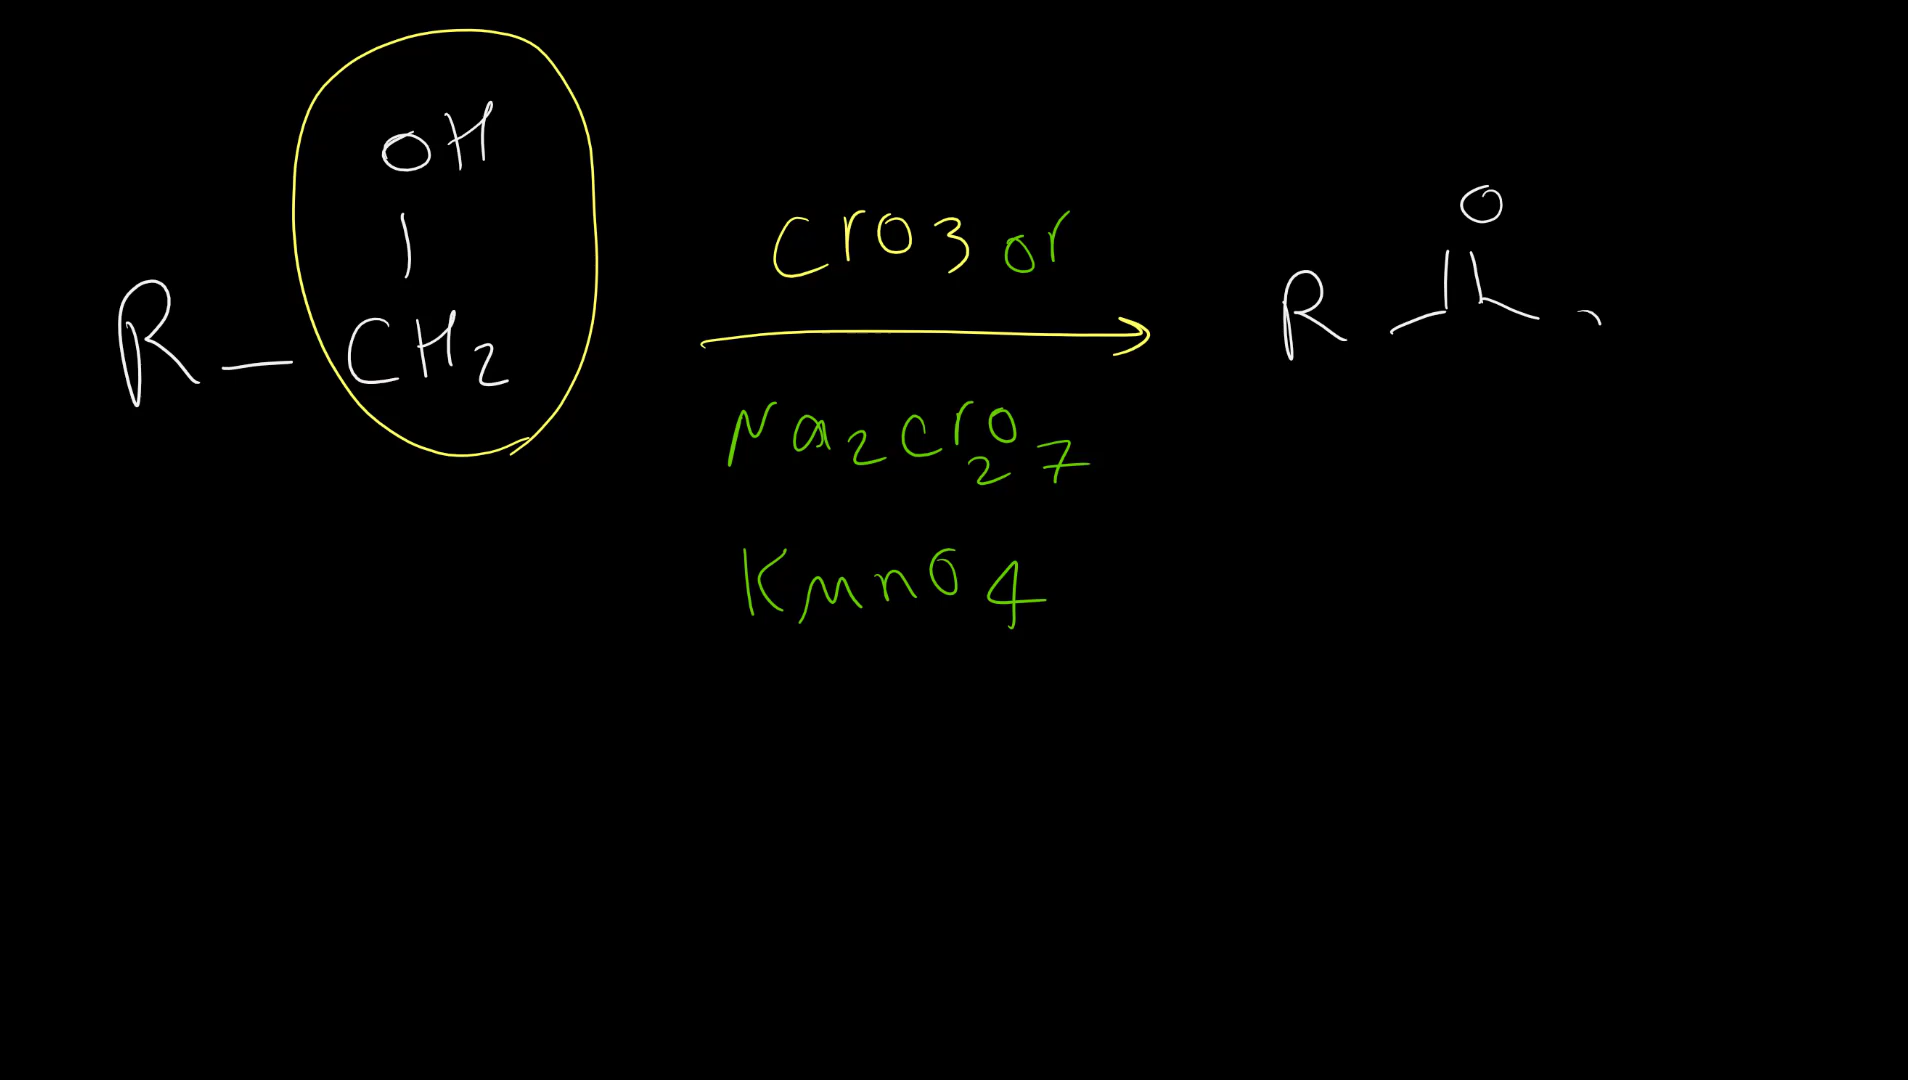 OH
R - CH2
CrO3 or
Na2Cr2O7
KMnO4
O
R